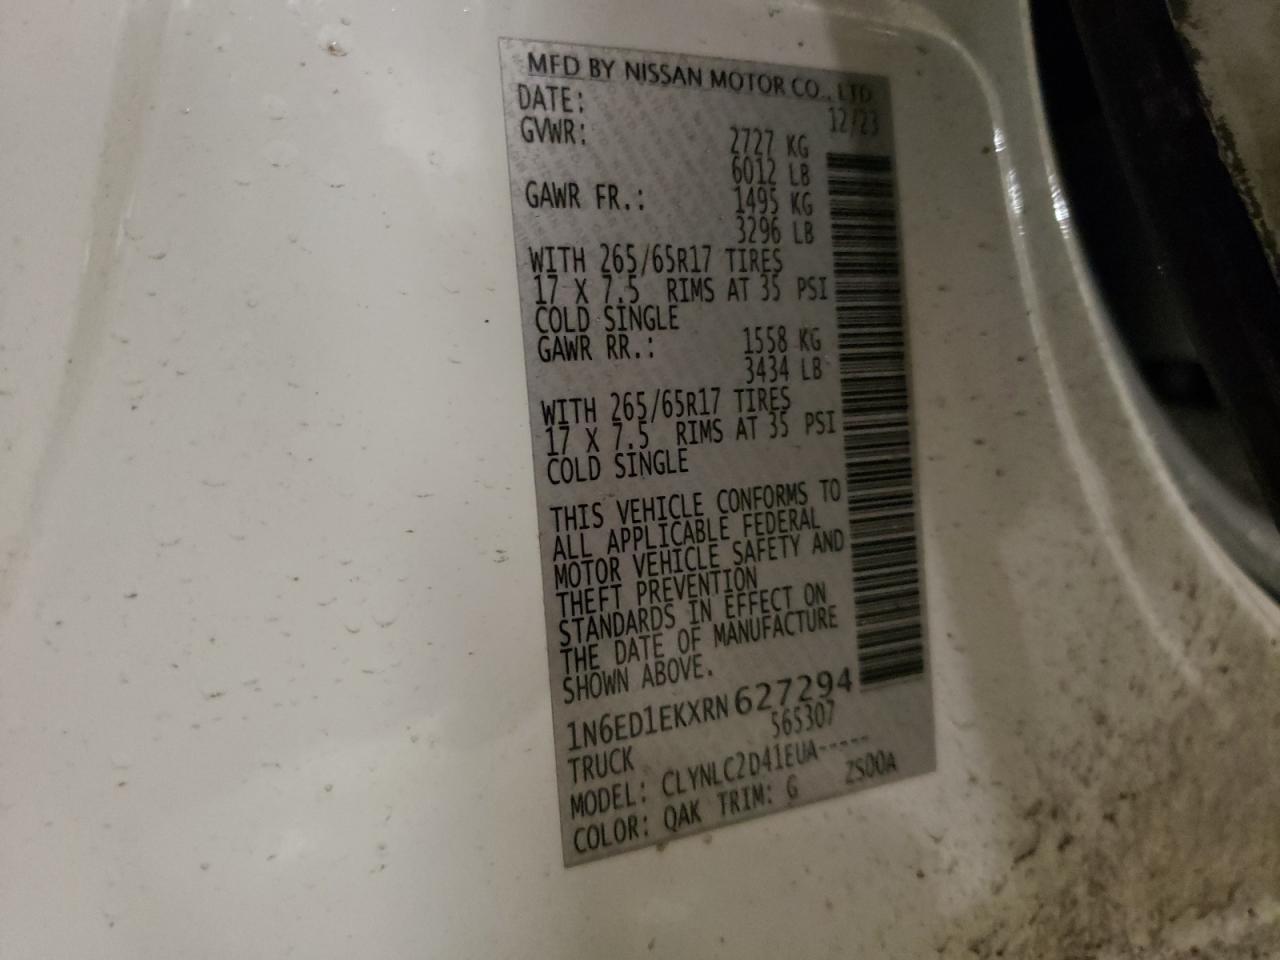 MFD BY NISSAN MOTOR CO., LTD
DATE: 12/23
GVWR: 2727 KG
6012 LB
GAWR FR.: 1495 KG
3296 LB
WITH 265/65R17 TIRES
17 X 7.5 RIMS AT 35 PSI
COLD SINGLE
GAWR RR.: 1558 KG
3434 LB
WITH 265/65R17 TIRES
17 X 7.5 RIMS AT 35 PSI
COLD SINGLE
THIS VEHICLE CONFORMS TO
ALL APPLICABLE FEDERAL
MOTOR VEHICLE SAFETY AND
THEFT PREVENTION
STANDARDS IN EFFECT ON
THE DATE OF MANUFACTURE
SHOWN ABOVE.
1N6ED1EKXRN627294
TRUCK 565307
MODEL: CLYNLC2D41EUA-----
COLOR: QAK TRIM: G ZS00A